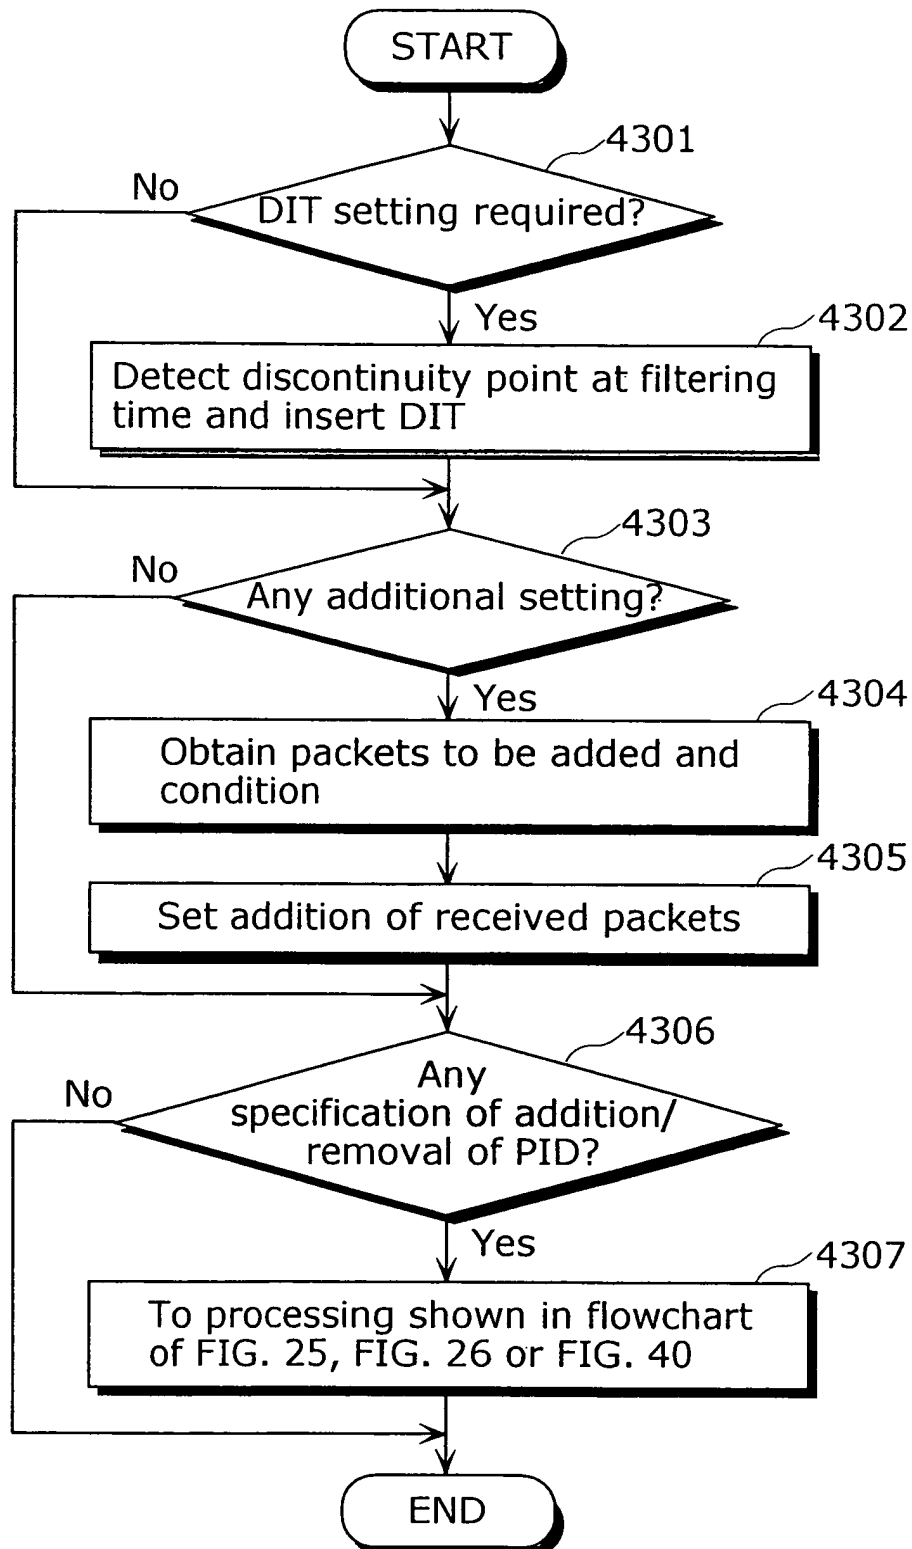 START
4301
No
DIT setting required?
Yes
4302
Detect discontinuity point at filtering
time and insert DIT
4303
No
Any additional setting?
Yes
4304
Obtain packets to be added and
condition
4305
Set addition of received packets
4306
No
Any
specification of addition/
removal of PID?
Yes
4307
To processing shown in flowchart
of FIG. 25, FIG. 26 or FIG. 40
END